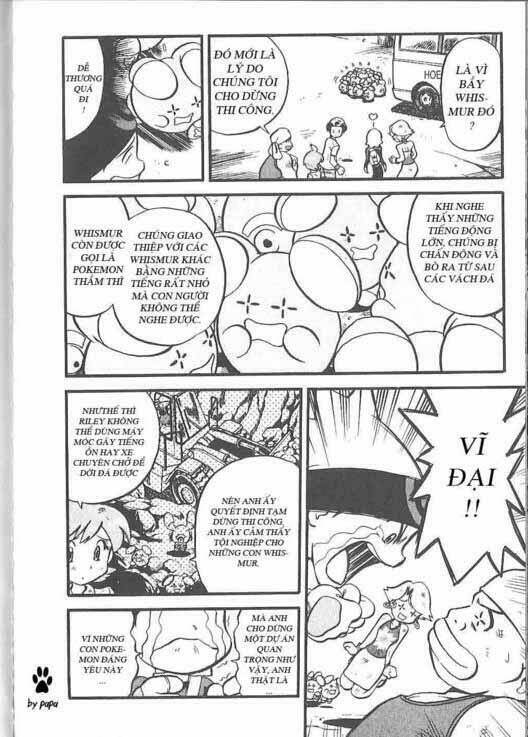 LÀ VÌ
BẦY
WHIS-
MUR ĐÓ
?
HOE
ĐÓ MỚI LÀ
LÝ DO
CHÚNG TÔI
CHO DỪNG
THI CÔNG.
DỄ
THƯƠNG
QUÁ
ĐI
!
KHI NGHE
THẤY NHỮNG
TIẾNG ĐỘNG
LỚN, CHÚNG BỊ
CHẤN ĐỘNG VÀ
BÒ RA TỪ SAU
CÁC VÁCH ĐÁ
CHÚNG GIAO
THIỆP VỚI CÁC
WHISMUR KHÁC
BẰNG NHỮNG
TIẾNG RẤT NHỎ
MÀ CON NGƯỜI
KHÔNG THỂ
NGHE ĐƯỢC.
WHISMUR
CÒN ĐƯỢC
GỌI LÀ
POKEMON
THẦM THÌ
VĨ
ĐẠI
!!
NHƯ THẾ THÌ
RILEY KHÔNG
THỂ DÙNG MÁY
MÓC GÂY TIẾNG
ỒN HAY XE
CHUYÊN CHỞ ĐỂ
DỜI ĐÁ ĐƯỢC
NÊN ANH ẤY
QUYẾT ĐỊNH TẠM
DỪNG THI CÔNG
ANH ẤY CẢM THẤY
TỘI NGHIỆP CHO
NHỮNG CON WHIS-
MUR.
MÀ ANH
CHO DỪNG
MỘT DỰ ÁN
QUAN
TRỌNG NHƯ
VẬY, ANH
THẬT LÀ
...
...
VÌ
NHỮNG
CON POKE-
MON ĐÁNG
YÊU NÀY
...
by papa